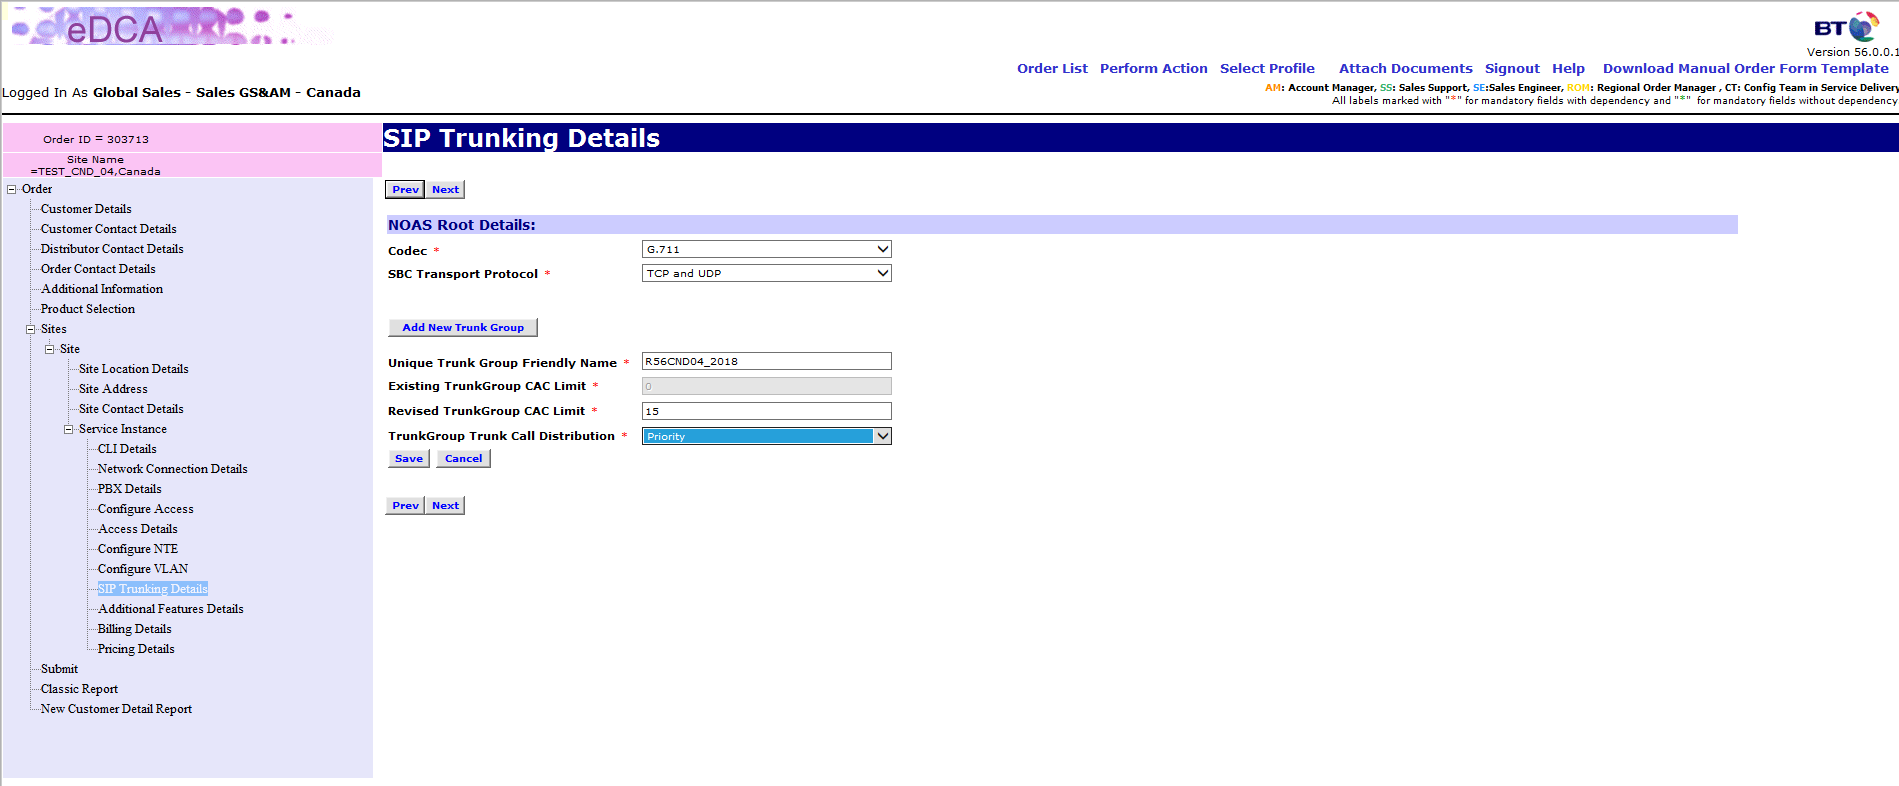 eDCA
BT
Version 56.0.0.1
Order List Perform Action Select Profile Attach Documents Signout Help Download Manual Order Form Template
Logged In As Global Sales - Sales GS&AM - Canada
AM: Account Manager, SS: Sales Support, SE:Sales Engineer, ROM: Regional Order Manager , CT: Config Team in Service Delivery
All labels marked with "*" for mandatory fields with dependency and "*" for mandatory fields without dependency
Order ID = 303713
Site Name
=TEST_CND_04,Canada
Order
Customer Details
Customer Contact Details
Distributor Contact Details
Order Contact Details
Additional Information
Product Selection
Sites
Site
Site Location Details
Site Address
Site Contact Details
Service Instance
CLI Details
Network Connection Details
PBX Details
Configure Access
Access Details
Configure NTE
Configure VLAN
SIP Trunking Details
Additional Features Details
Billing Details
Pricing Details
Submit
Classic Report
New Customer Detail Report
SIP Trunking Details
Prev Next
NOAS Root Details:
Codec * G.711
SBC Transport Protocol * TCP and UDP
Add New Trunk Group
Unique Trunk Group Friendly Name * R56CND04_2018
Existing TrunkGroup CAC Limit * 0
Revised TrunkGroup CAC Limit * 15
TrunkGroup Trunk Call Distribution * Priority
Save Cancel
Prev Next